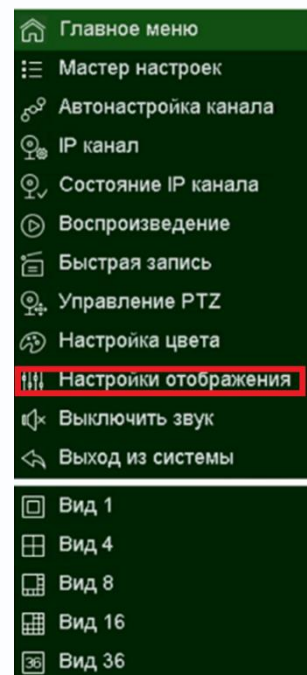 Главное меню
Мастер настроек
Автонастройка канала
IP канал
Состояние IP канала
Воспроизведение
Быстрая запись
Управление PTZ
Настройка цвета
Настройки отображения
Выключить звук
Выход из системы
Вид 1
Вид 4
Вид 8
Вид 16
36 Вид 36